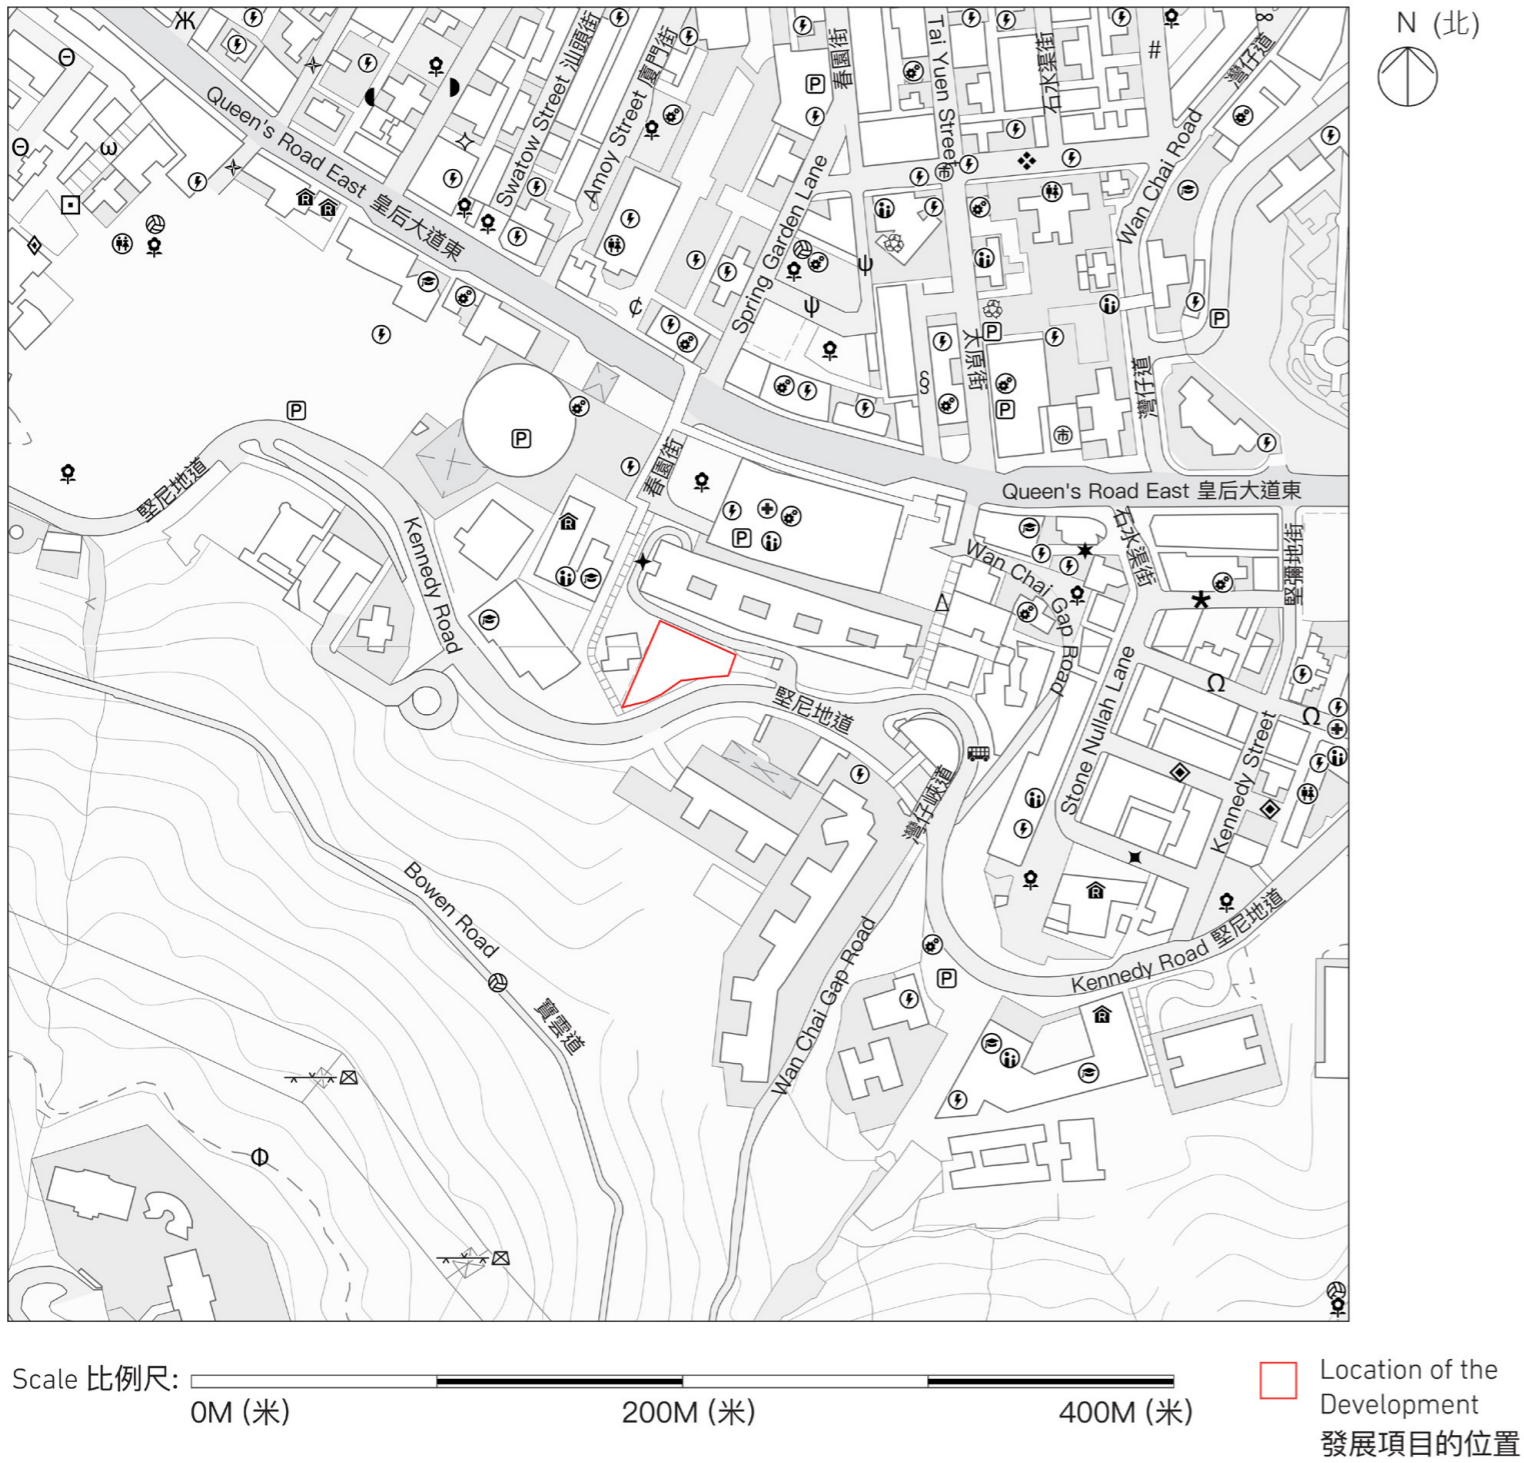 N (北)
Swatow Street 汕頭街
Amoy Street 廈門街
春園街
Tai Yuen Street
石水渠街
灣仔道
Queen's Road East 皇后大道東
Spring Garden Lane
Wan Chai Road
市
P
P
P
太原街
灣仔道
P
P
P
P
市
堅尼地道
Kennedy Road
春園街
Queen's Road East 皇后大道東
P
Wan Chai Gap Road
石水渠街
堅彌地街
堅尼地道
Stone Nullah Lane
Kennedy Street
灣仔峽道
Bowen Road
寶雲道
Wan Chai Gap Road
P
Kennedy Road 堅尼地道
Scale 比例尺:
0M (米)
200M (米)
400M (米)
Location of the
Development
發展項目的位置